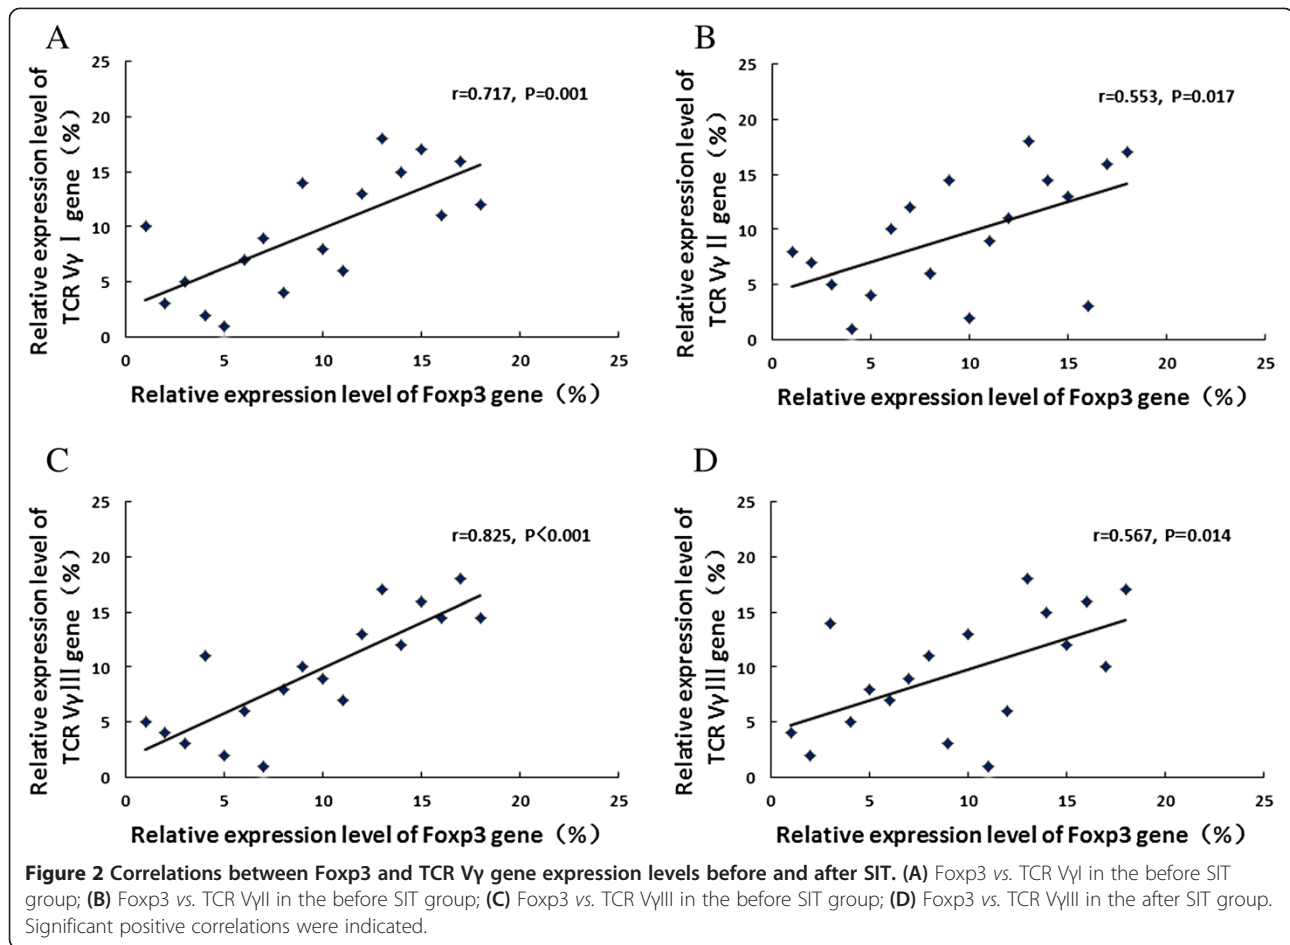 A
Relative expression level of
TCR Vγ I gene (%)
25
20
15
10
5
0
r=0.717, P=0.001
0 5 10 15 20 25
Relative expression level of Foxp3 gene (%)
B
Relative expression level of
TCR Vγ II gene (%)
25
20
15
10
5
0
r=0.553, P=0.017
0 5 10 15 20 25
Relative expression level of Foxp3 gene (%)
C
Relative expression level of
TCR VγIII gene (%)
25
20
15
10
5
0
r=0.825, P<0.001
0 5 10 15 20 25
Relative expression level of Foxp3 gene (%)
D
Relative expression level of
TCR VγIII gene (%)
25
20
15
10
5
0
r=0.567, P=0.014
0 5 10 15 20 25
Relative expression level of Foxp3 gene (%)
Figure 2 Correlations between Foxp3 and TCR Vγ gene expression levels before and after SIT. (A) Foxp3 vs. TCR VγI in the before SIT
group; (B) Foxp3 vs. TCR VγII in the before SIT group; (C) Foxp3 vs. TCR VγIII in the before SIT group; (D) Foxp3 vs. TCR VγIII in the after SIT group.
Significant positive correlations were indicated.